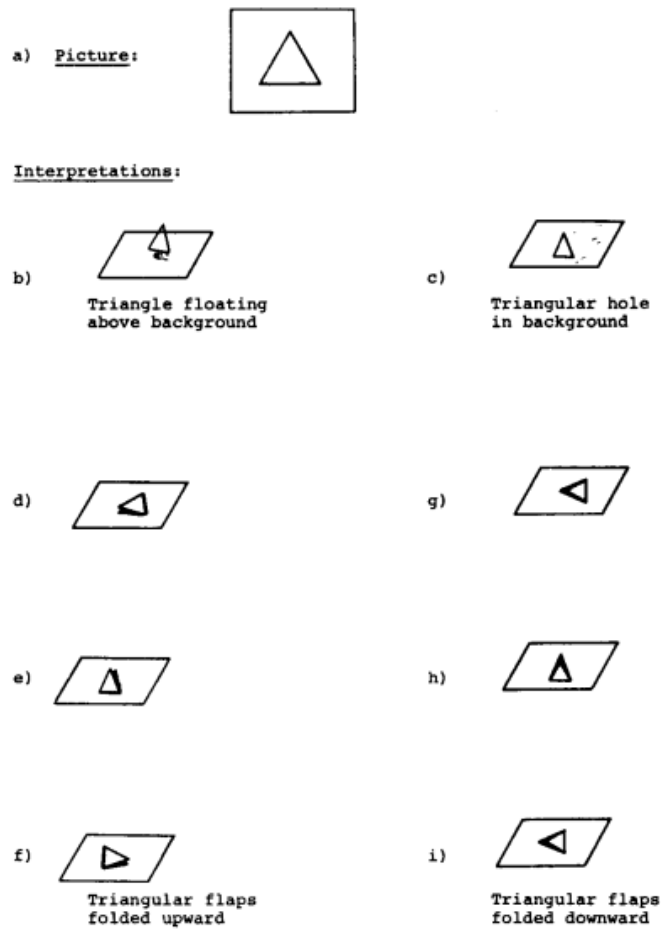 a) Picture:
Interpretations:
b)
Triangle floating
above background
c)
Triangular hole
in background
d)
g)
e)
h)
f)
Triangular flaps
folded upward
i)
Triangular flaps
folded downward